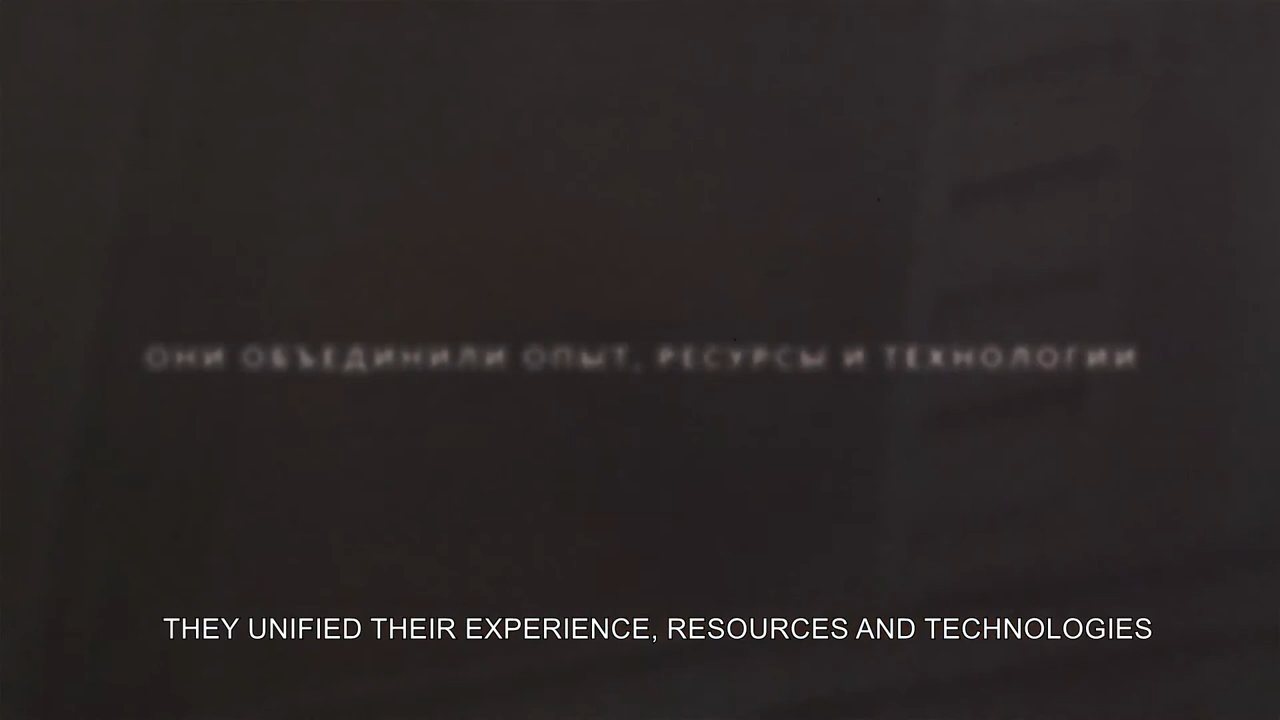 ОНИ ОБЪЕДИНИЛИ ОПЫТ, РЕСУРСЫ И ТЕХНОЛОГИИ
THEY UNIFIED THEIR EXPERIENCE, RESOURCES AND TECHNOLOGIES